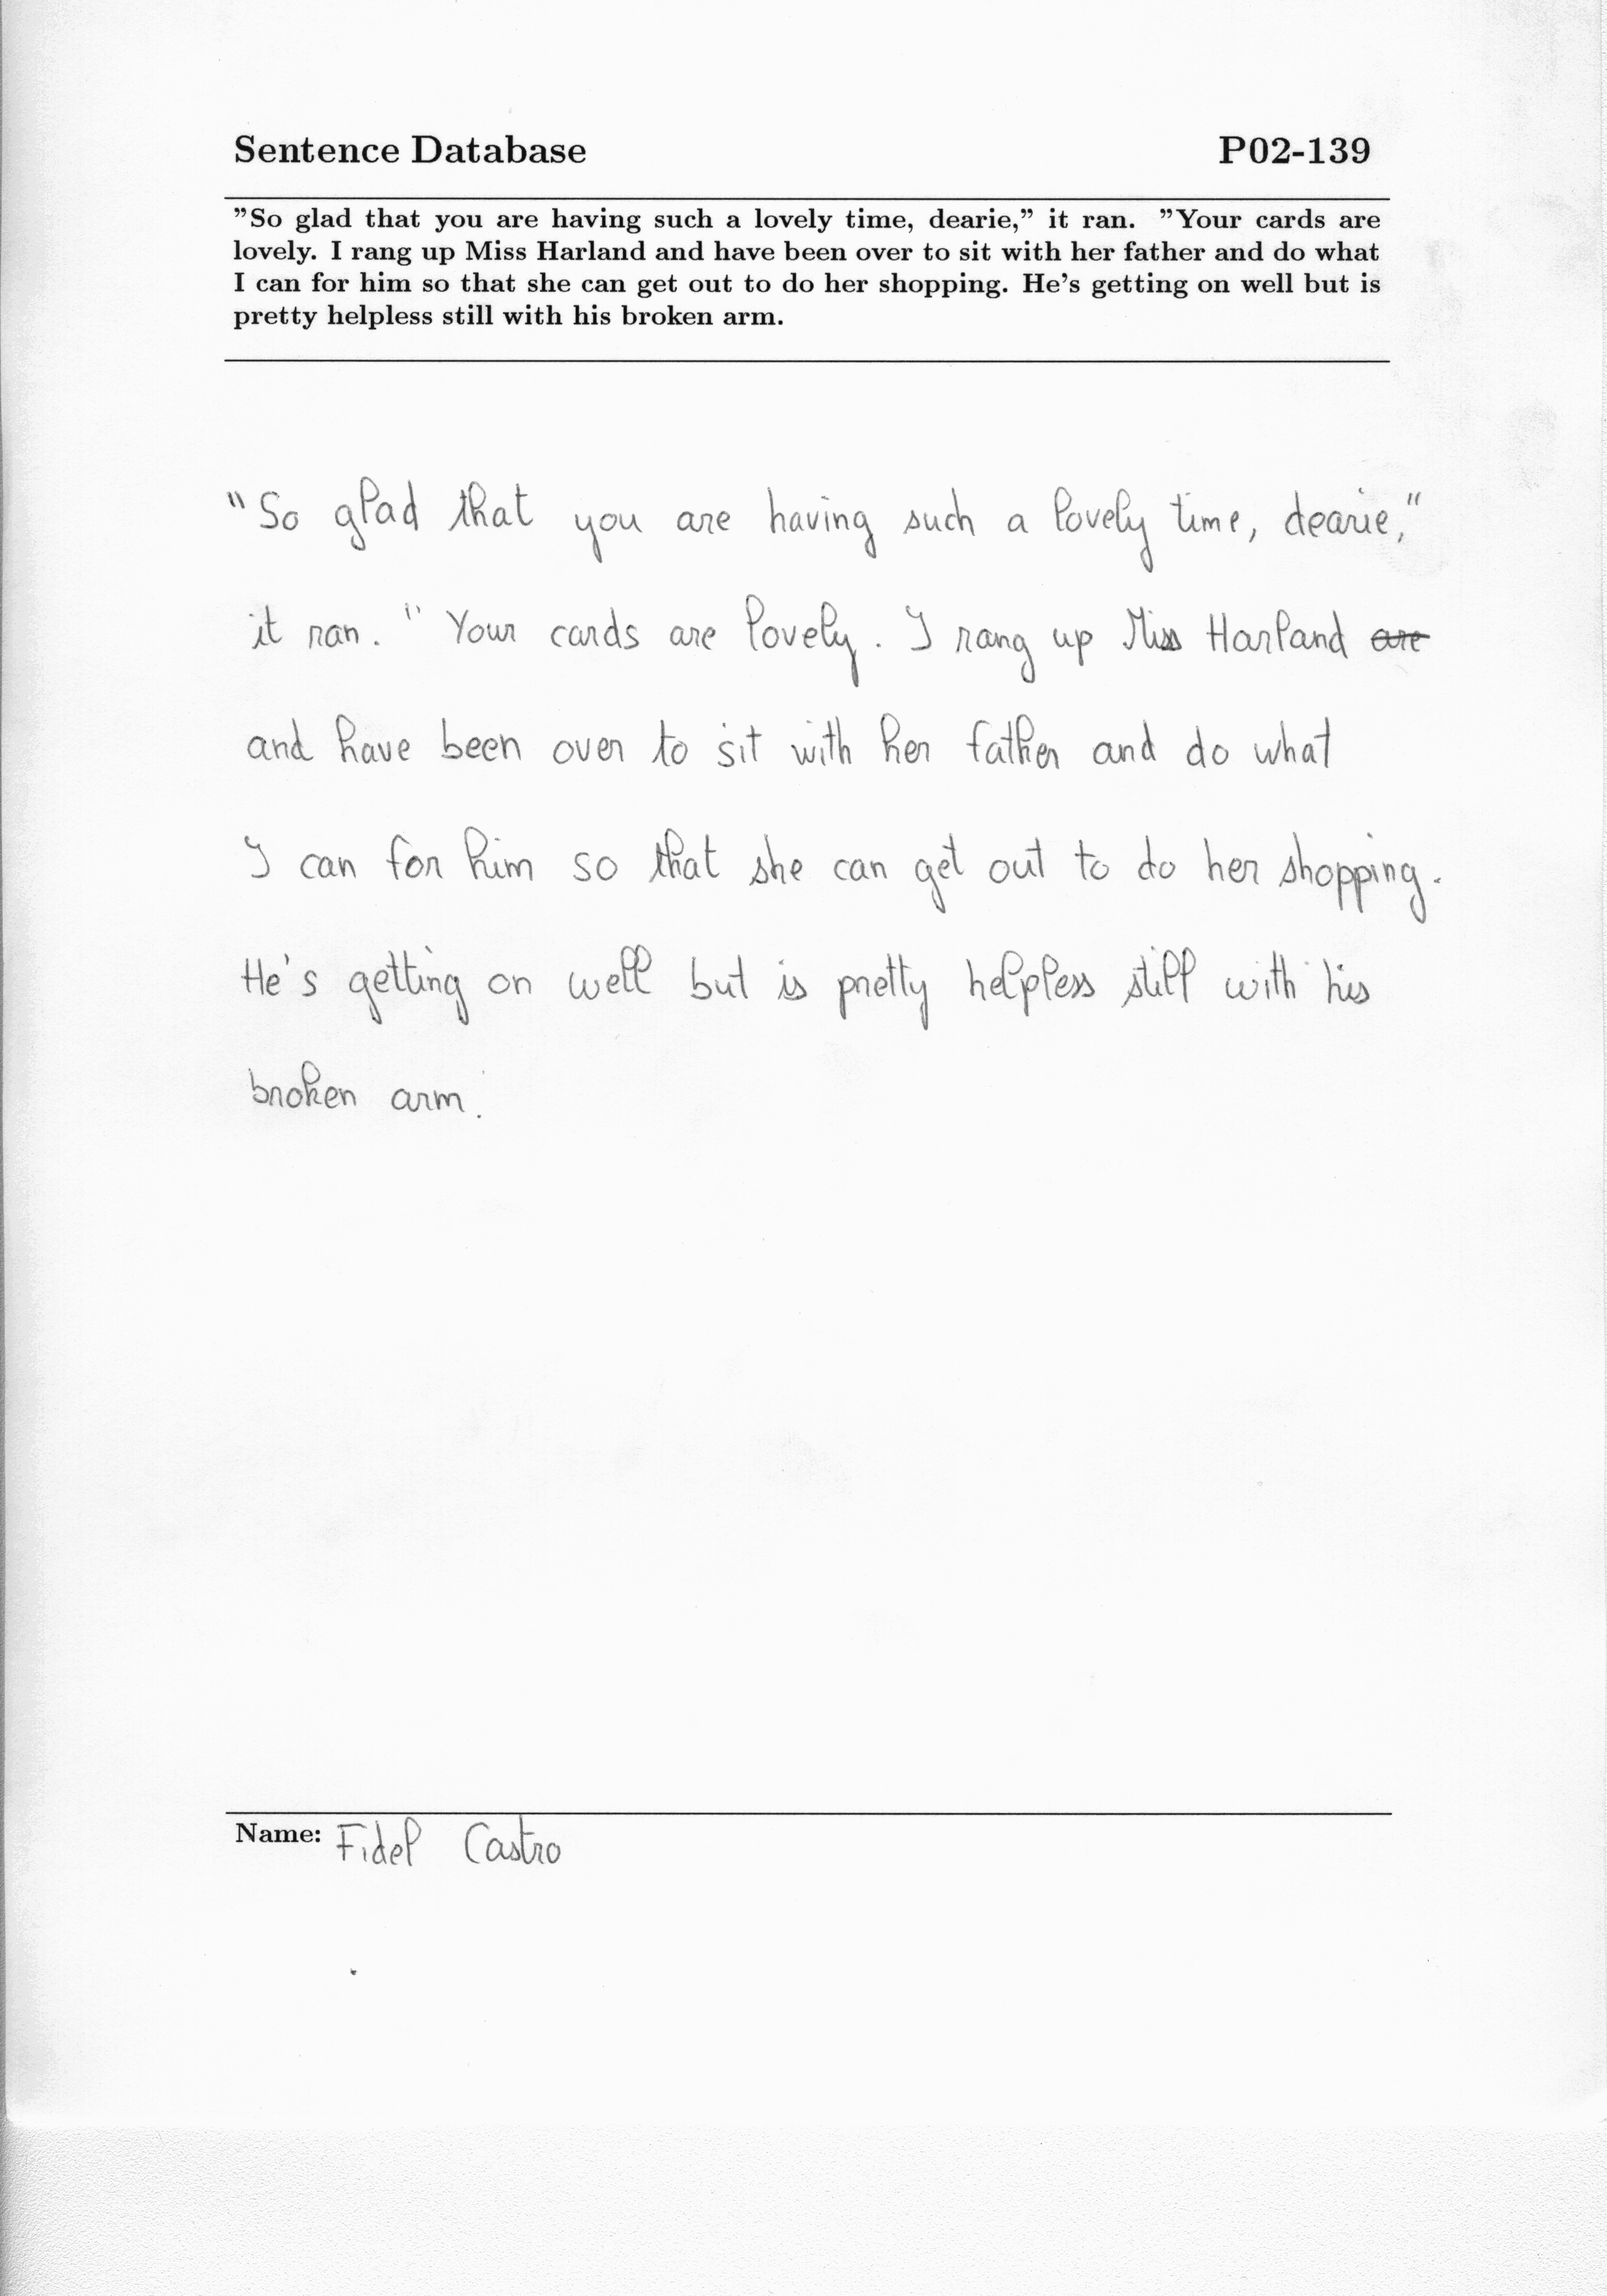 Sentence Database P02-139
”So glad that you are having such a lovely time, dearie,” it ran. ”Your cards are
lovely. I rang up Miss Harland and have been over to sit with her father and do what
I can for him so that she can get out to do her shopping. He’s getting on well but is
pretty helpless still with his broken arm.
"So glad that you are having such a lovely time, dearie,"
it ran. "Your cards are lovely. I rang up Miss Harland are
and have been over to sit with her father and do what
I can for him so that she can get out to do her shopping.
He's getting on well but is pretty helpless still with his
broken arm.
Name: Fidel Castro